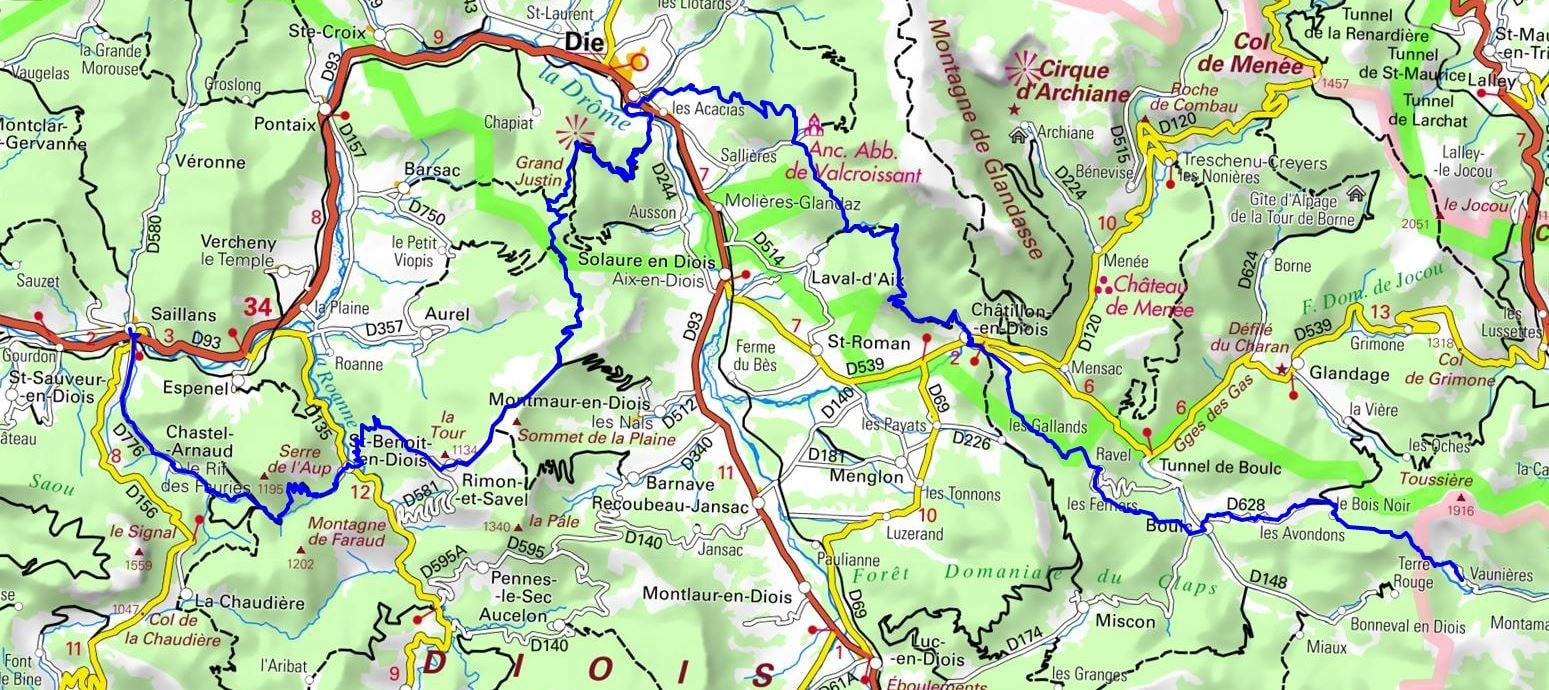 la Grande
Morouse
Vaugelas
Groslong
Montclar-
-Gervanne
Pontaix
D93
Ste-Croix
9
St-Laurent
les Liotards
Die
la Drôme
les Acacias
Chapiat
D157
Grand
Justin
D244
Sallières
Anc. Abb.
de Valcroissant
7
Montagne de Glandasse
Cirque
d'Archiane
Archiane
D224
Bénevise
D515
Roche
de Combau
D120
Col
de Menée
1457
Tunnel
de la Renardière
Tunnel
de St-Maurice
Lalley
Tunnel
de Larchat
St-Mau
-en-Tri
7
Treschenu-Creyers
les Nonières
Lalley-
-le Jocou
Gîte d'Alpage
de la Tour de Borne
le Jocou
2051
Véronne
D580
Barsac
D750
8
Vercheny
le Temple
le Petit
Viopis
Ausson
Molières-Glandaz
Solaure en Diois
Aix-en-Diois
D514
Laval-d'Aix
10
Menée
Château
de Menée
D120
Borne
D624
F. Dom. de Jocou
Sauzet
Saillans
2
3
D93
34
la Plaine
D357
Aurel
Roanne
la Roanne
Gourdon
St-Sauveur-
-en-Diois
Espenel
D135
D93
7
Ferme
du Bès
St-Roman
D539
Châtillon
-en-Diois
2
Mensac
6
Défilé
du Charan
D539
13
Grimone
1318
Col
de Grimone
les
Lussettes
Glandage
6
Gges des Gas
la Vière
les Oches
Montmaur-en-Diois
les Nals
D512
Sommet de la Plaine
D140
D69
les Payats
D226
les Gallands
Ravel
Tunnel de Boulc
D776
8
Chastel-
-Arnaud
le Rif
des Fauries
Serre
de l'Aup
1195
la
Tour
1134
St-Benoit-
-en-Diois
12
D581
Rimon-
-et-Savel
D340
11
D181
Menglon
Barnave
Recoubeau-Jansac
les Tonnons
10
Luzerand
les Ferriers
Boulc
D628
les Avondons
le Bois Noir
Toussière
1916
Saou
D156
le Signal
1559
Montagne
de Faraud
1202
1340
la Pâle
D595
D595A
D140
Jansac
Paulianne
Pennes-
-le-Sec
Aucelon
D140
Montlaur-en-Diois
Forêt Domaniale du Claps
D69
D148
Terre
Rouge
Vaunières
La Chaudière
1047
Col de
la Chaudière
11
Font
de Bine
l'Aribat
9
DIOIS
1
D61A
Luc-
-en-Diois
Éboulements
D174
Miscon
les Granges
Miaux
Bonneval en Diois
Montama